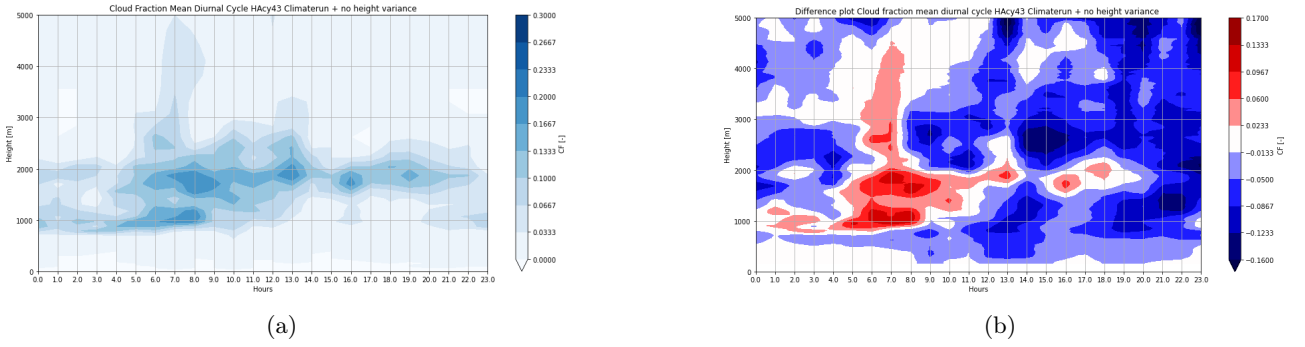 Cloud Fraction Mean Diurnal Cycle HAcy43 Climaterun + no height variance
5000
4000
3000
2000
1000
0
Height [m]
0.0 1.0 2.0 3.0 4.0 5.0 6.0 7.0 8.0 9.0 10.0 11.0 12.0 13.0 14.0 15.0 16.0 17.0 18.0 19.0 20.0 21.0 22.0 23.0
Hours
0.3000
0.2667
0.2333
0.2000
0.1667
0.1333
0.1000
0.0667
0.0333
0.0000
CF [-]
(a)
Difference plot Cloud fraction mean diurnal cycle HAcy43 Climaterun + no height variance
5000
4000
3000
2000
1000
0
Height [m]
0.0 1.0 2.0 3.0 4.0 5.0 6.0 7.0 8.0 9.0 10.0 11.0 12.0 13.0 14.0 15.0 16.0 17.0 18.0 19.0 20.0 21.0 22.0 23.0
Hours
0.1700
0.1333
0.0967
0.0600
0.0233
−0.0133
−0.0500
−0.0867
−0.1233
−0.1600
CF [-]
(b)